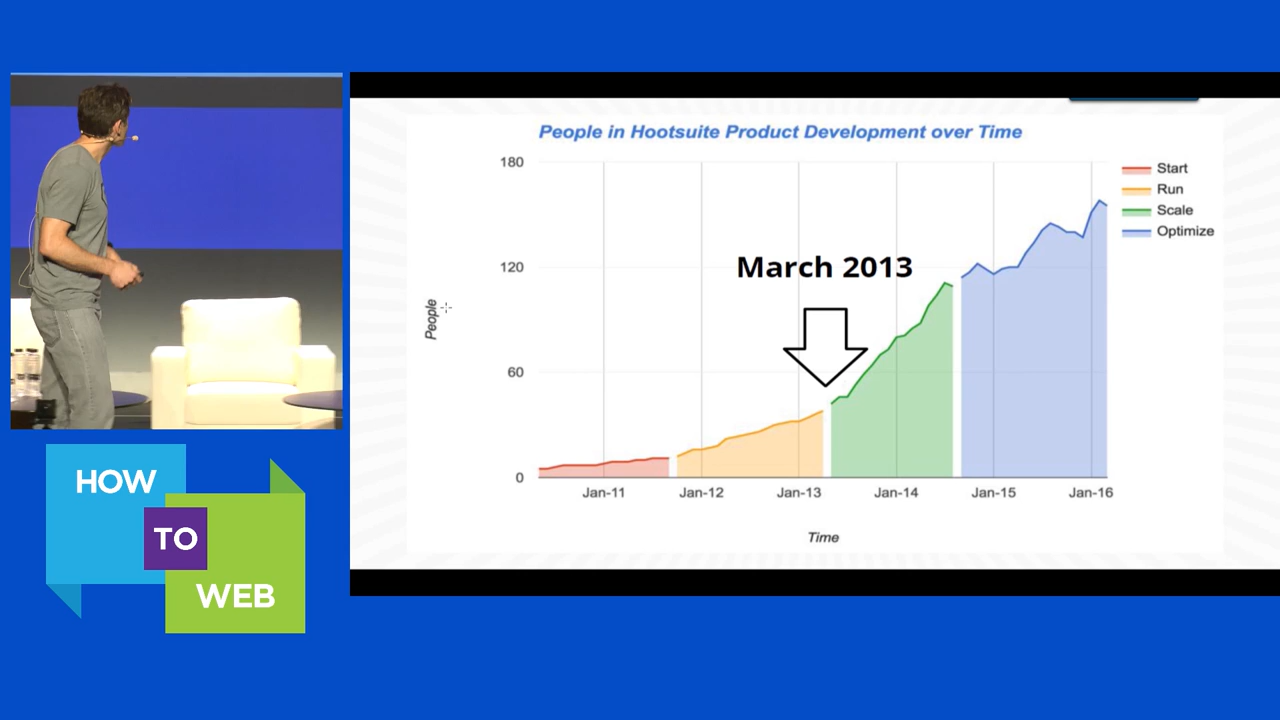 People in Hootsuite Product Development over Time
180
120
60
0
People
March 2013
Start
Run
Scale
Optimize
Jan-11
Jan-12
Jan-13
Jan-14
Jan-15
Jan-16
Time
HOW
TO
WEB